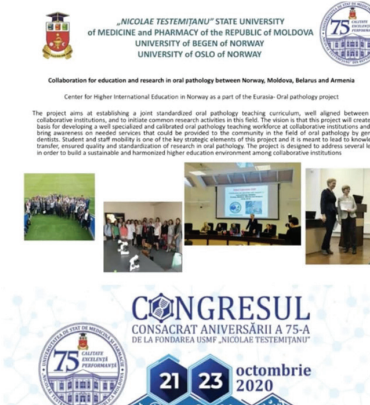 „NICOLAE TESTEMIȚANU” STATE UNIVERSITY
of MEDICINE and PHARMACY of the REPUBLIC of MOLDOVA
UNIVERSITY of BEGEN of NORWAY
UNIVERSITY of OSLO of NORWAY
75
Collaboration for education and research in oral pathology between Norway, Moldova, Belarus and Armenia
Center for Higher International Education in Norway as a part of the Eurasia- Oral pathology project
The project aims at establishing a joint standardized oral pathology teaching curriculum, well aligned between
collaborative institutions, and to initiate common research activities in this field. The vision is that this project will create
basis for developing a well specialized and calibrated oral pathology teaching workforce at collaborative institutions and
bring awareness on needed services that could be provided to the community in the field of oral pathology by
dentists. Student and staff mobility is one of the key strategic elements of this project and it is meant to lead to
transfer, ensured quality and standardization of research in oral pathology. The project is designed to address several
in order to build a sustainable and harmonized higher education environment among collaborative institutions
CONGRESUL
CONSACRAT ANIVERSĂRII A 75-A
DE LA FONDAREA USMF „NICOLAE TESTEMIȚANU”
75 CALITATE
EXCELENȚĂ
PERFORMANȚĂ
21 23 octombrie
2020